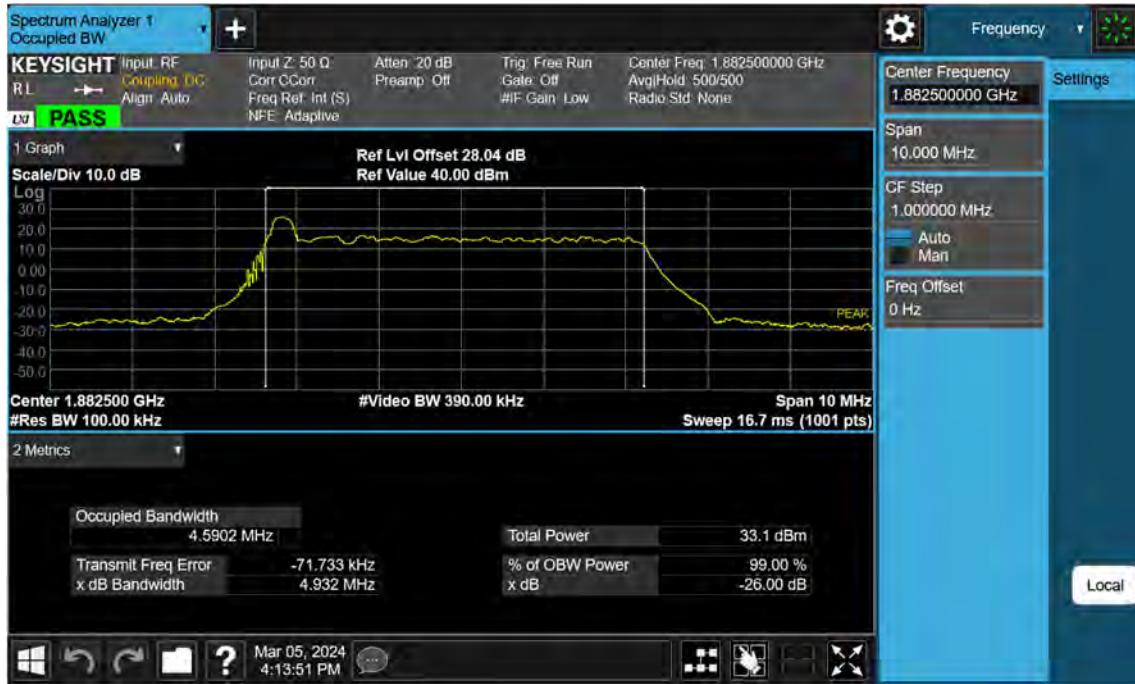 Spectrum Analyzer 1
Occupied BW
+
Frequency
KEYSIGHT
Input: RF
Coupling: DC
Align: Auto
Input Z: 50 Ω
Corr CCorr
Freq Ref: Int (S)
NFE: Adaptive
Atten: 20 dB
Preamp: Off
Trig: Free Run
Gate: Off
#IF Gain: Low
Center Freq: 1.882500000 GHz
Avg|Hold: 500/500
Radio Std: None
RL
LXI PASS
Center Frequency
1.882500000 GHz
Settings
Span
10.000 MHz
CF Step
1.000000 MHz
Auto
Man
Freq Offset
0 Hz
1 Graph
Scale/Div 10.0 dB
Ref Lvl Offset 28.04 dB
Ref Value 40.00 dBm
Log
30.0
20.0
10.0
0.00
-10.0
-20.0
-30.0
-40.0
-50.0
PEAK
Center 1.882500 GHz
#Video BW 390.00 kHz
Span 10 MHz
#Res BW 100.00 kHz
Sweep 16.7 ms (1001 pts)
2 Metrics
Occupied Bandwidth
4.5902 MHz
Total Power 33.1 dBm
Transmit Freq Error -71.733 kHz
% of OBW Power 99.00 %
x dB Bandwidth 4.932 MHz
x dB -26.00 dB
Local
?
Mar 05, 2024
4:13:51 PM